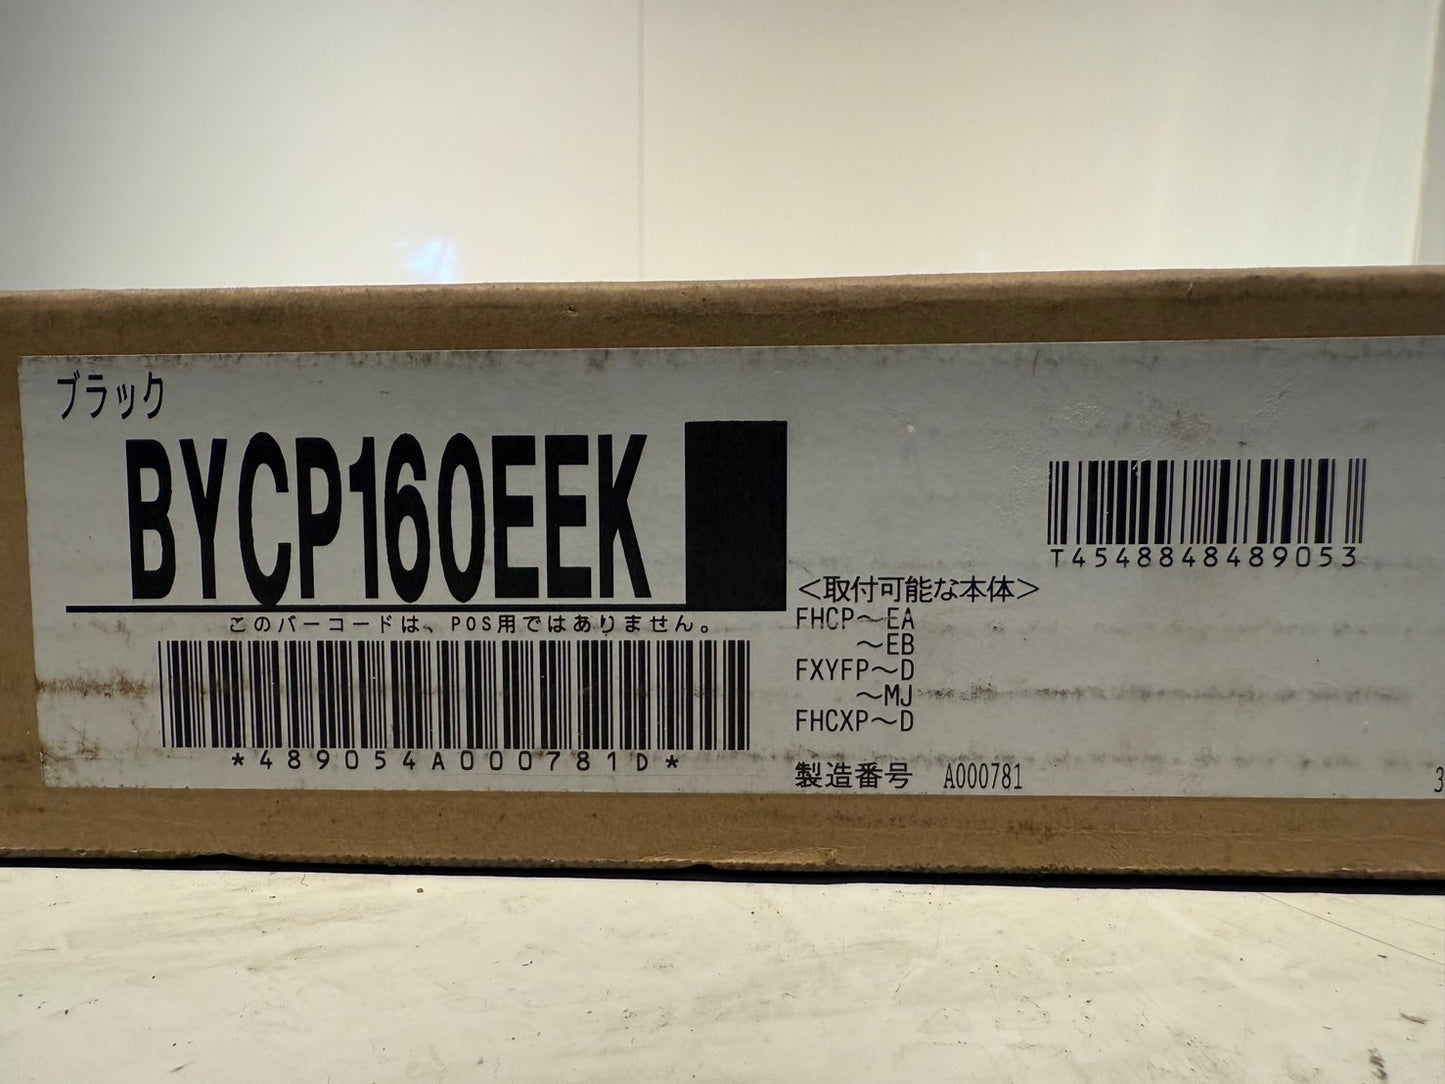 ブラック
BYCP160EEK
このバーコードは、POS用ではありません。
*489054A000781D*
T4548848489053
＜取付可能な本体＞
FHCP～EA
～EB
FXYFP～D
～MJ
FHCXP～D
製造番号 A000781
3